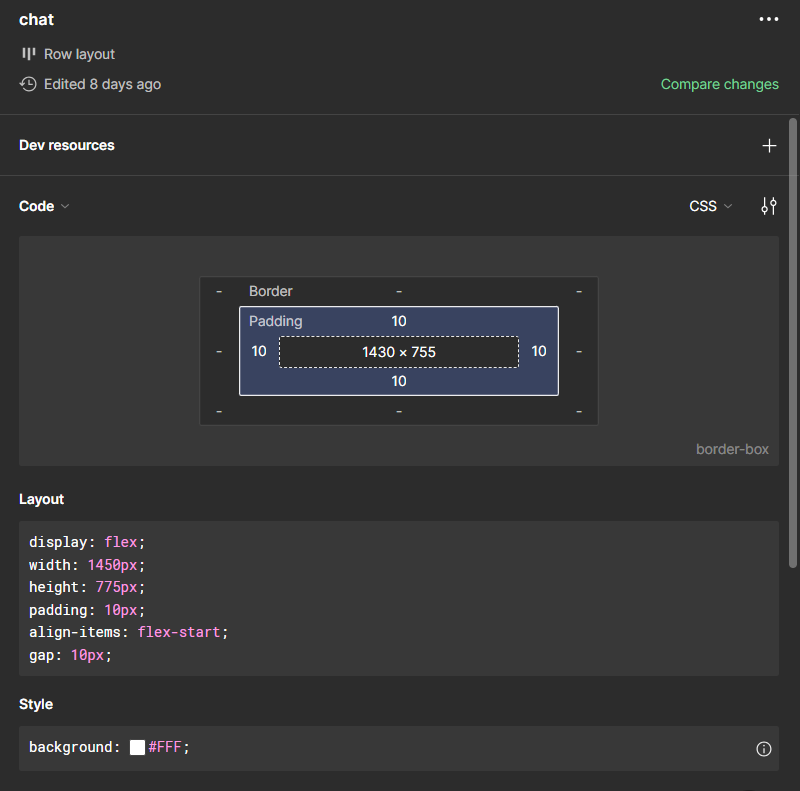 chat
Row layout
Edited 8 days ago
Compare changes
Dev resources
Code
CSS
- Border - -
Padding 10
- 10 1430 × 755 10 -
10
- - -
border-box
Layout
display: flex;
width: 1450px;
height: 775px;
padding: 10px;
align-items: flex-start;
gap: 10px;
Style
background: #FFF;